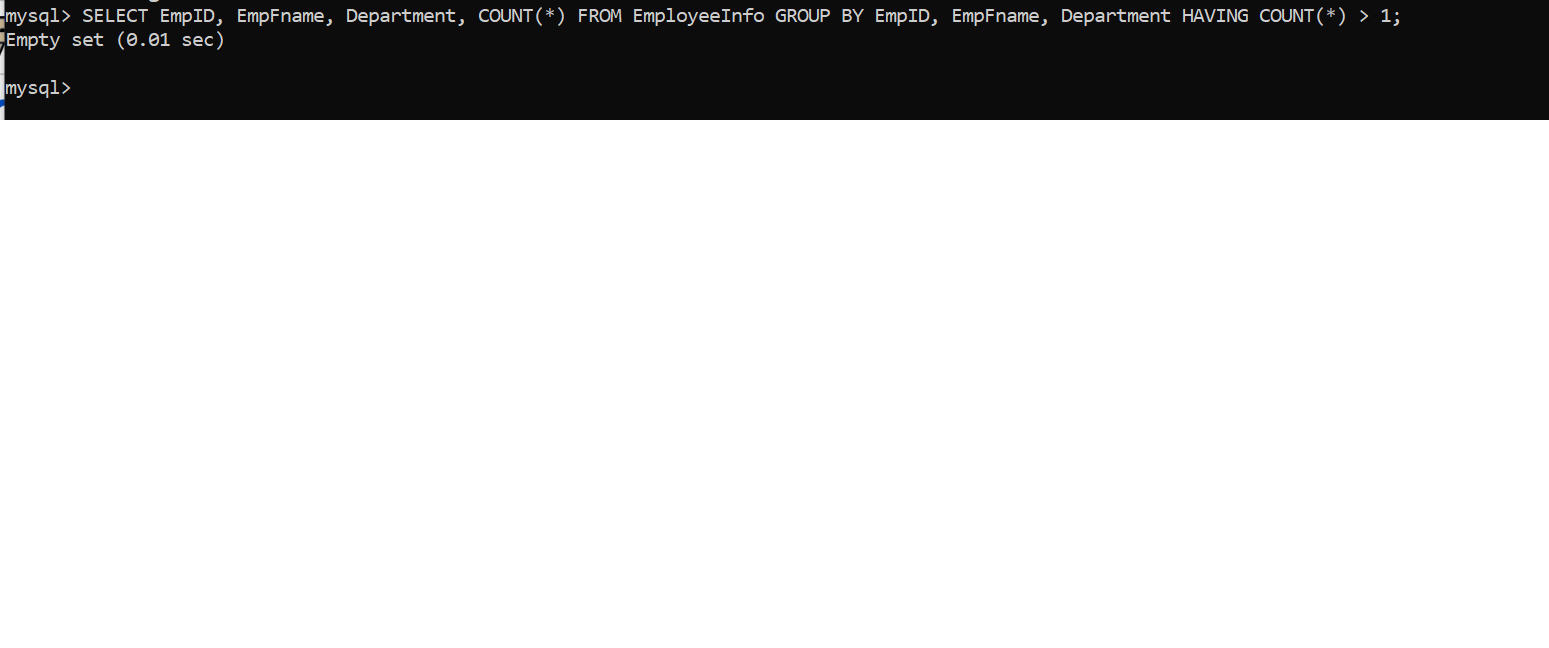 mysql> SELECT EmpID, EmpFname, Department, COUNT(*) FROM EmployeeInfo GROUP BY EmpID, EmpFname, Department HAVING COUNT(*) > 1;
Empty set (0.01 sec)
mysql>